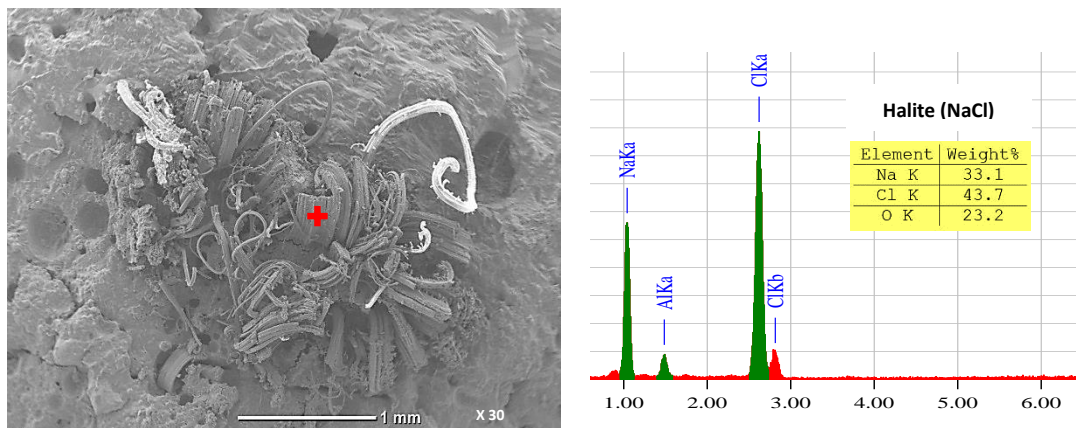 1 mm
X 30
NaKa
AlKa
ClKa
ClKb
Halite (NaCl)
Element Weight%
Na K 33.1
Cl K 43.7
O K 23.2
1.00 2.00 3.00 4.00 5.00 6.00